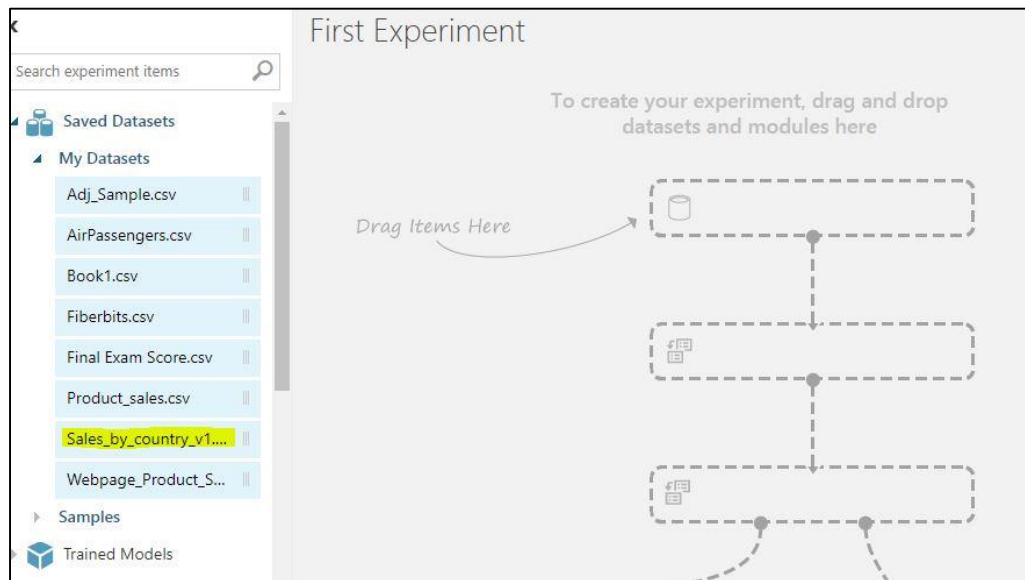 First Experiment
Search experiment items
To create your experiment, drag and drop
datasets and modules here
Saved Datasets
My Datasets
Adj_Sample.csv
AirPassengers.csv
Drag Items Here
Book1.csv
Fiberbits.csv
Final Exam Score.csv
Product_sales.csv
Sales_by_country_v1....
Webpage_Product_S...
Samples
Trained Models